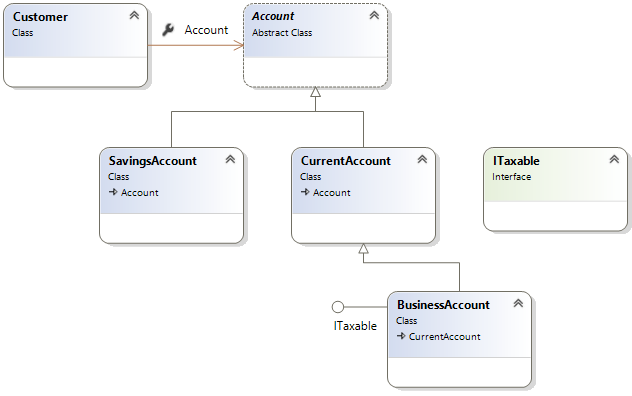 Customer
Class
Account
Account
Abstract Class
SavingsAccount
Class
Account
CurrentAccount
Class
Account
ITaxable
Interface
ITaxable
BusinessAccount
Class
CurrentAccount